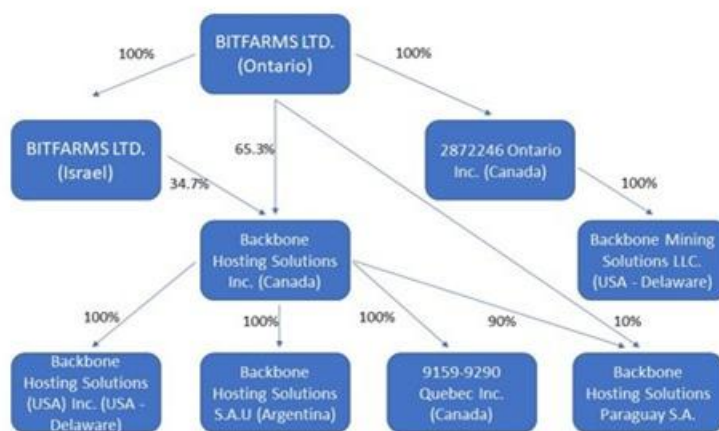 BITFARMS LTD.
(Ontario)
100%
100%
BITFARMS LTD.
(Israel)
65.3%
2872246 Ontario
Inc. (Canada)
34.7%
100%
Backbone
Hosting Solutions
Inc. (Canada)
Backbone Mining
Solutions LLC.
(USA - Delaware)
100%
100%
100%
90%
10%
Backbone
Hosting Solutions
(USA) Inc. (USA -
Delaware)
Backbone
Hosting Solutions
S.A.U (Argentina)
9159-9290
Quebec Inc.
(Canada)
Backbone
Hosting Solutions
Paraguay S.A.